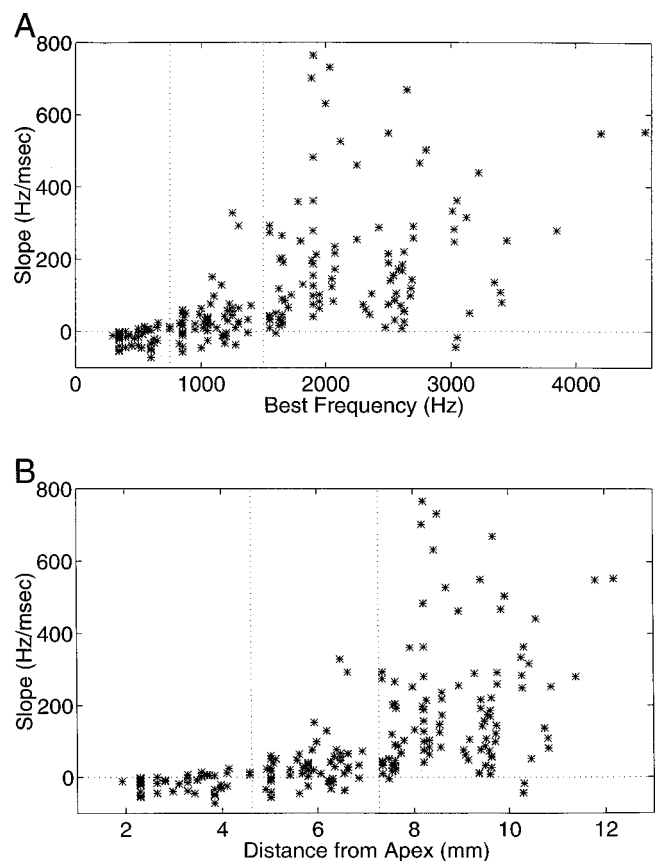 A
800
600
400
200
0
Slope (Hz/msec)
0 1000 2000 3000 4000
Best Frequency (Hz)
B
800
600
400
200
0
Slope (Hz/msec)
2 4 6 8 10 12
Distance from Apex (mm)